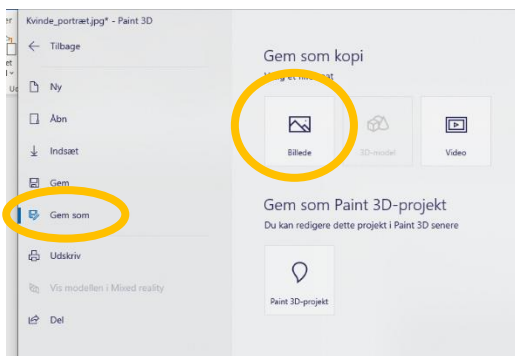 Kvinde_portræt.jpg* - Paint 3D
Tilbage
Ny
Åbn
Indsæt
Gem
Gem som
Udskriv
Vis modellen i Mixed reality
Del
Gem som kopi
Billede
3D-model
Video
Gem som Paint 3D-projekt
Du kan redigere dette projekt i Paint 3D senere
Paint 3D-projekt